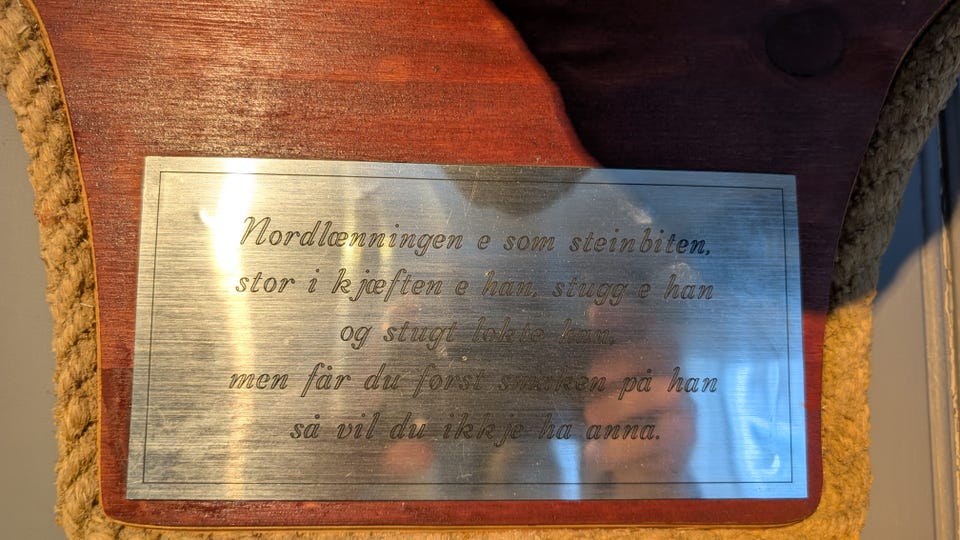 Nordlænningen e som steinbiten,
stor i kjæften e han, stugg e han
og stugt lokte han,
men får du først smaken på han
så vil du ikkje ha anna.